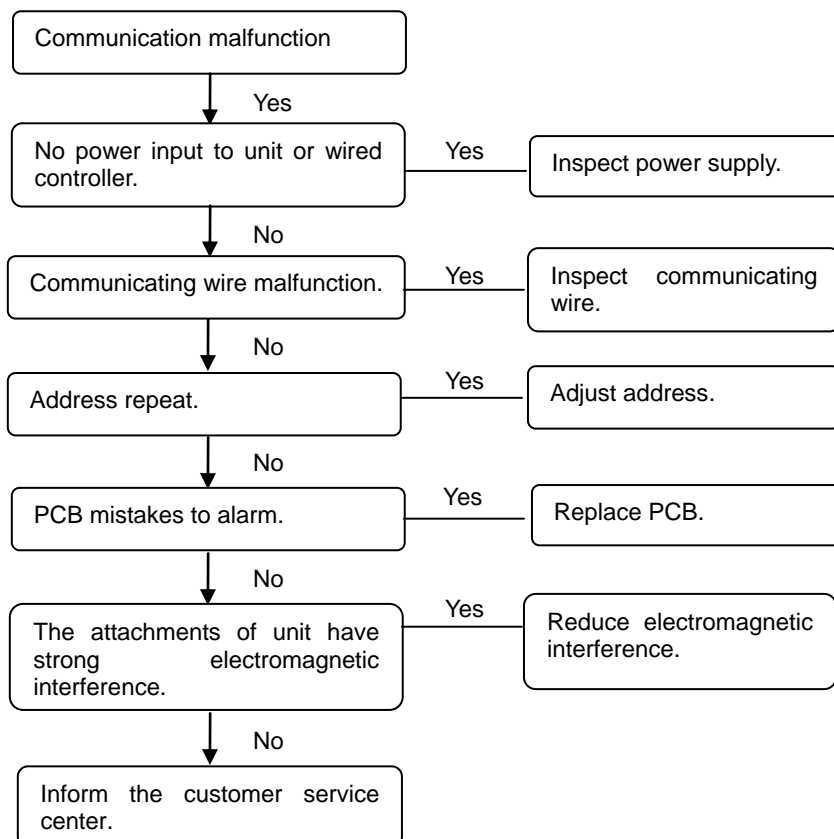 Communication malfunction
Yes
No power input to unit or wired
controller.
Yes
Inspect power supply.
No
Communicating wire malfunction.
Yes
Inspect communicating
wire.
No
Address repeat.
Yes
Adjust address.
No
PCB mistakes to alarm.
Yes
Replace PCB.
No
The attachments of unit have
strong electromagnetic
interference.
Yes
Reduce electromagnetic
interference.
No
Inform the customer service
center.